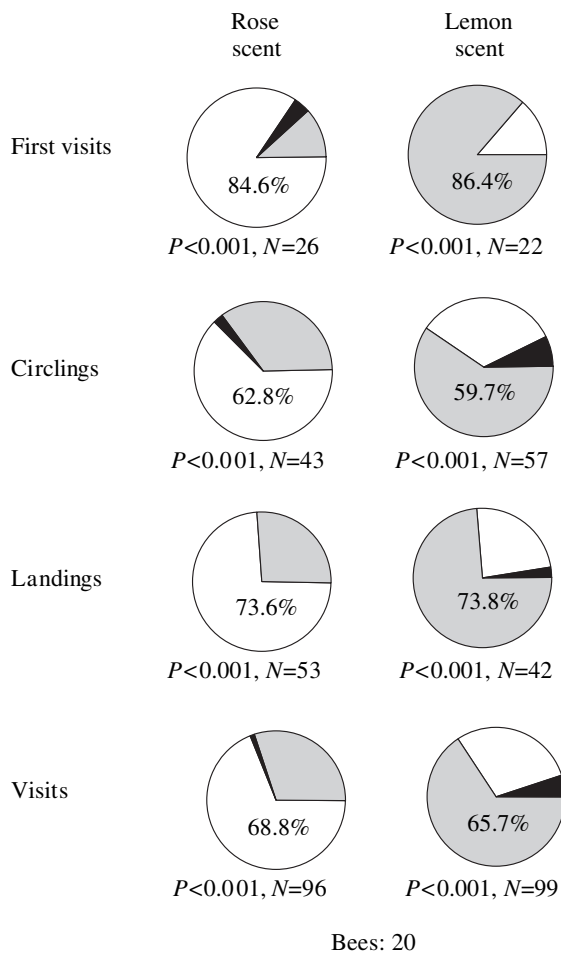 Rose scent
Lemon scent
First visits
84.6%
86.4%
P<0.001, N=26
P<0.001, N=22
Circlings
62.8%
59.7%
P<0.001, N=43
P<0.001, N=57
Landings
73.6%
73.8%
P<0.001, N=53
P<0.001, N=42
Visits
68.8%
65.7%
P<0.001, N=96
P<0.001, N=99
Bees: 20